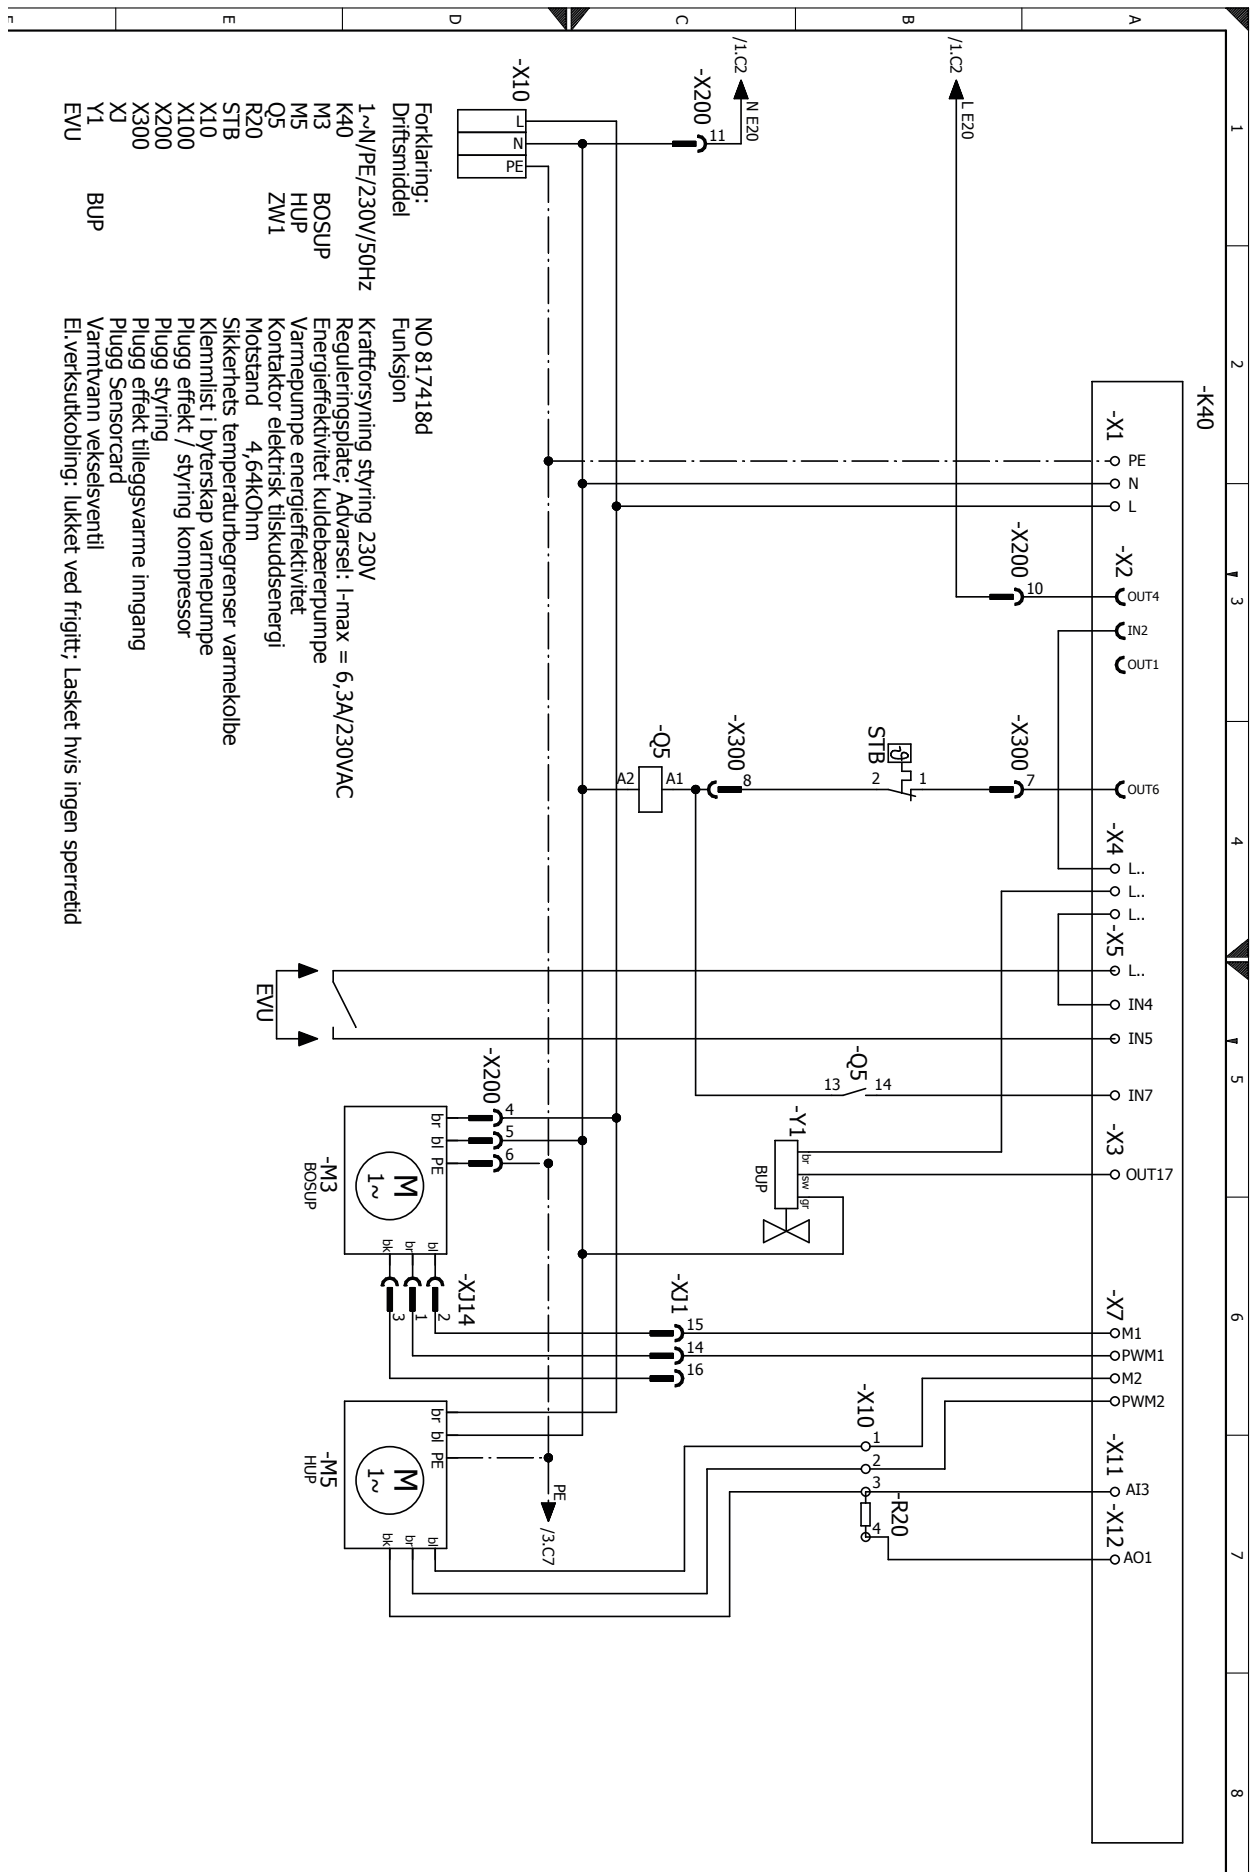 1
2
3
4
5
6
7
8
A
B
C
D
E
F
-K40
-X1
PE
N
L
-X2
OUT4
IN2
OUT1
OUT6
-X4
L..
L..
L..
-X5
L..
IN4
IN5
IN7
-X3
OUT17
-X7
M1
PWM1
M2
PWM2
-X11
AI3
-X12
AO1
/1.C2
L E20
-X200
10
-X300
7
STB
1
2
-X300
8
-Q5
A1
A2
-Q5
13
14
-Y1
BUP
br
sw
gr
-X10
1
2
3
4
-R20
/1.C2
N E20
-X200
11
-XJ1
15
14
16
-X10
L
N
PE
PE
/3.C7
EVU
-X200
4
5
6
br
bl
PE
-M3
BOSUP
M
1~
bk
br
bl
-XJ14
3
1
2
br
bl
PE
-M5
HUP
M
1~
bk
br
bl
Forklaring: NO 817418d
Driftsmiddel Funksjon
1~N/PE/230V/50Hz Kraftforsyning styring 230V
K40 Reguleringsplate; Advarsel: I-max = 6,3A/230VAC
M3 BOSUP Energieffektivitet kuldebærerpumpe
M5 HUP Varmepumpe energieffektivitet
Q5 ZW1 Kontaktor elektrisk tilskuddsenergi
R20 Motstand 4,64kOhm
STB Sikkerhets temperaturbegrenser varmekolbe
X10 Klemmlist i byterskap varmepumpe
X100 Plugg effekt / styring kompressor
X200 Plugg styring
X300 Plugg effekt tilleggsvarme inngang
XJ Plugg Sensorcard
Y1 BUP Varmtvann vekselsventil
EVU El.verksutkobling: lukket ved frigitt; Lasket hvis ingen sperretid